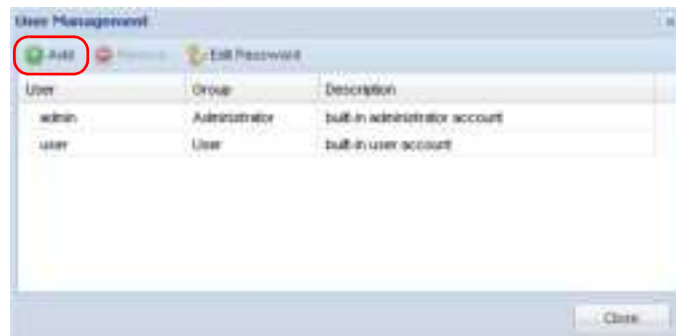 User Management
Add Remove Edit Password
User Group Description
admin Administrator built-in administrator account
user User built-in user account
Close